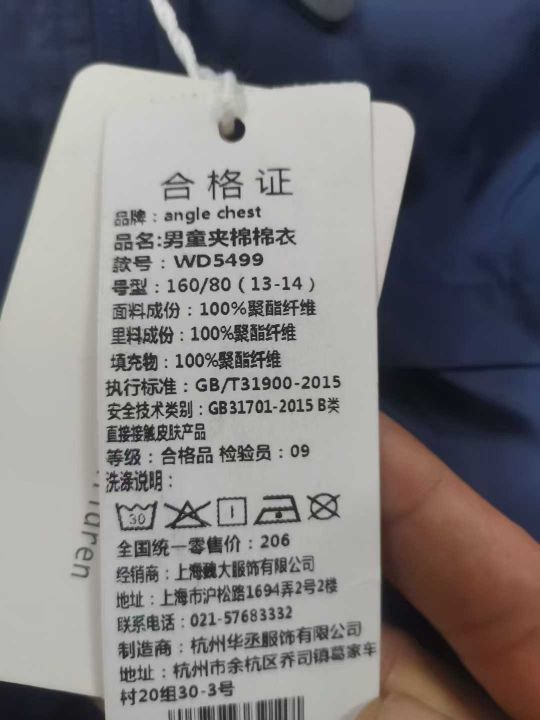 合格证
品牌：angle chest
品名:男童夹棉棉衣
款号：WD5499
号型：160/80（13-14）
面料成份：100%聚酯纤维
里料成份：100%聚酯纤维
填充物：100%聚酯纤维
执行标准：GB/T31900-2015
安全技术类别：GB31701-2015 B类
直接接触皮肤产品
等级：合格品 检验员：09
洗涤说明：
30
全国统一零售价：206
经销商：上海魏大服饰有限公司
地址：上海市沪松路1694弄2号2楼
联系电话：021-57683332
制造商：杭州华丞服饰有限公司
地址：杭州市余杭区乔司镇葛家车
村20组30-3号